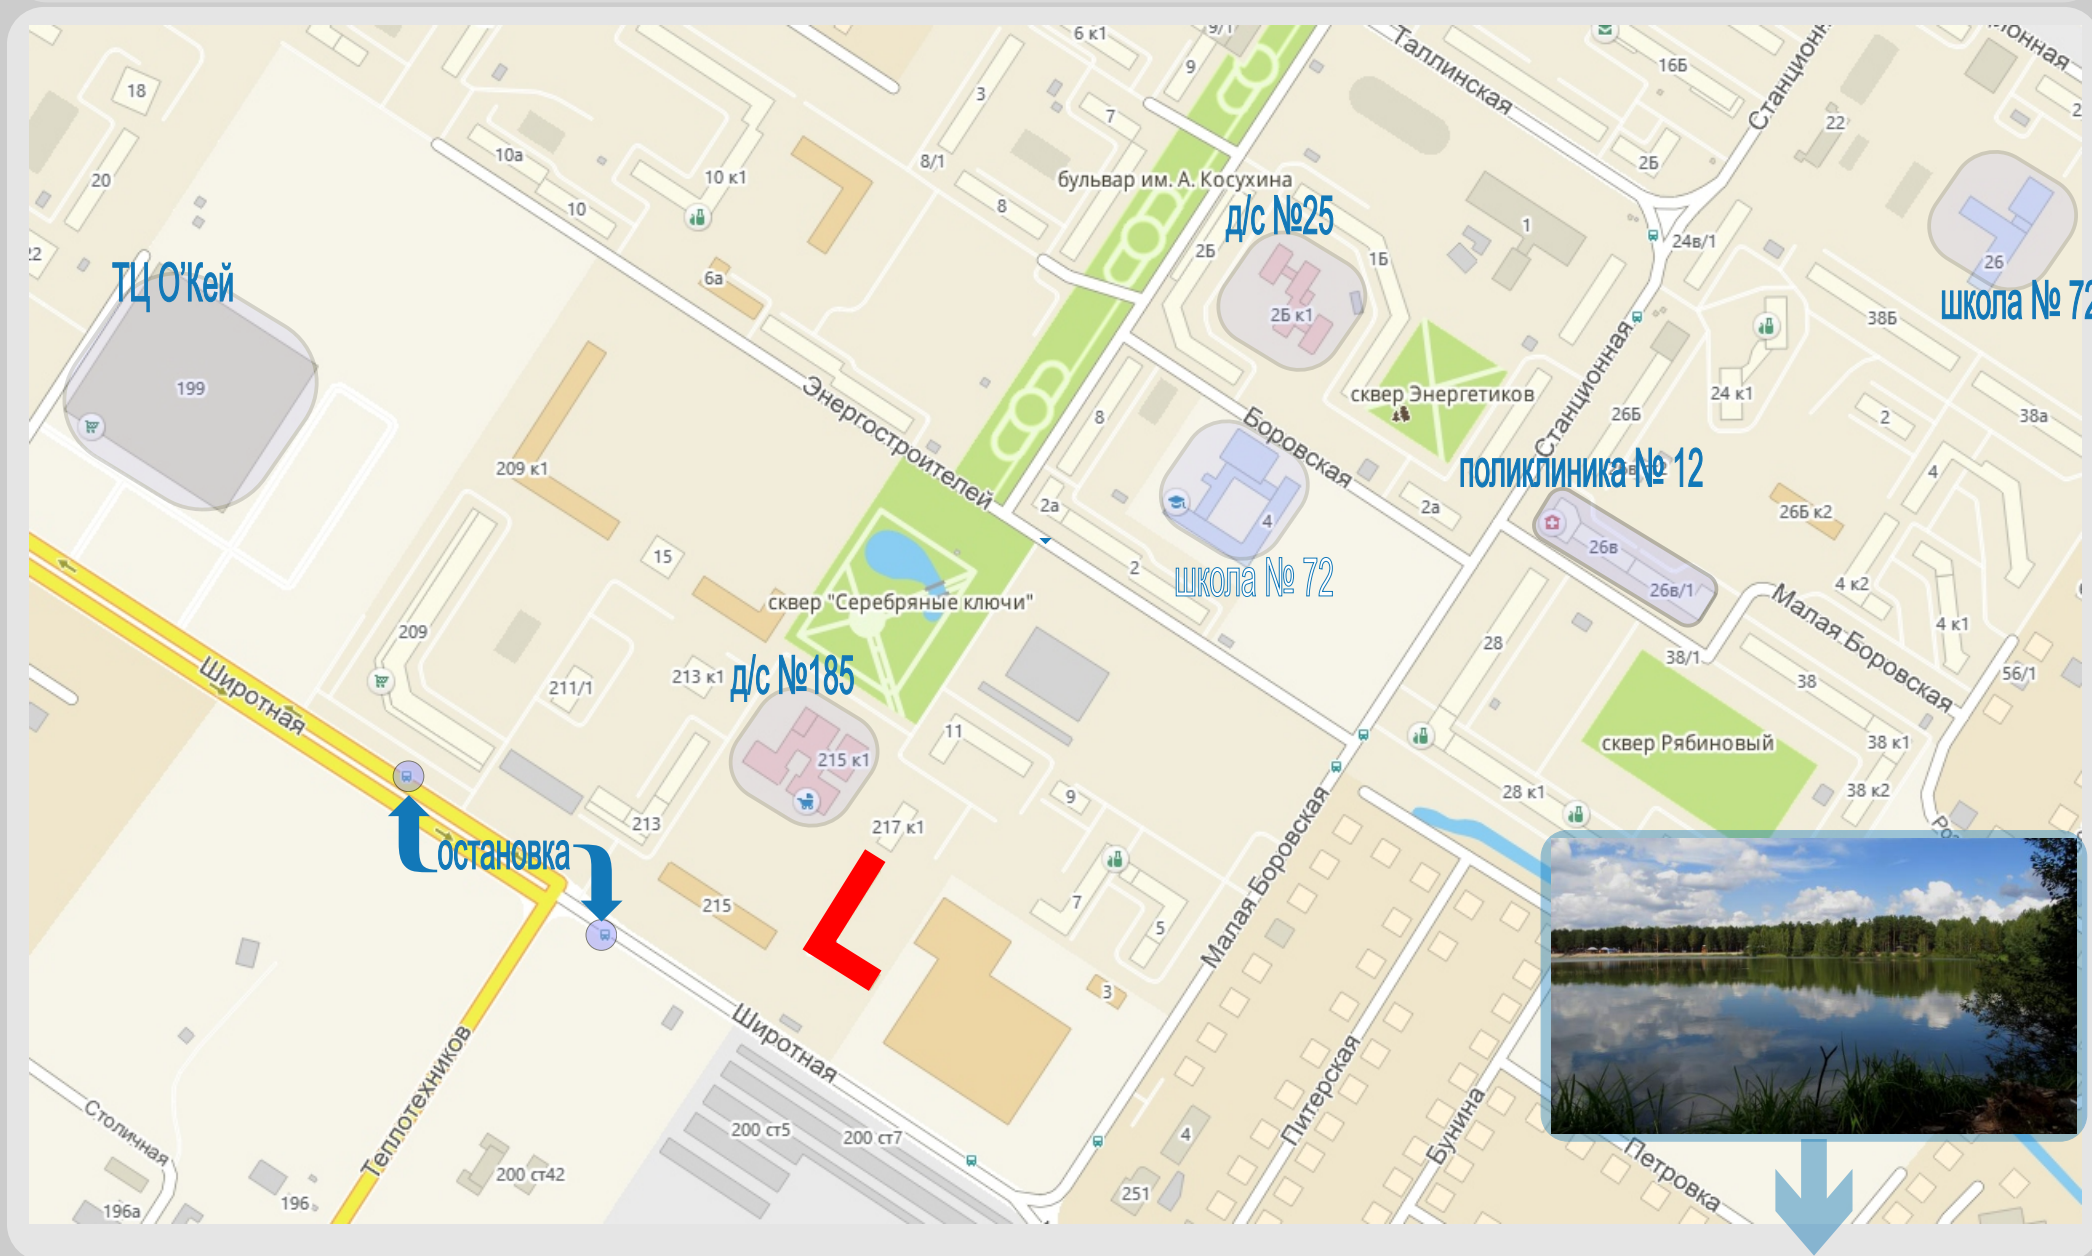 6 к1
9/1
Таллинская
Станционная
18
9
16Б
3
7
22
2
10а
8/1
2Б
20
10 к1
бульвар им. А. Косухина
8
10
д/с №25
1
22
2Б
1Б
24в/1
26
ТЦ О'Кей
6а
школа № 72
2Б к1
38Б
199
Энергостроителей
сквер Энергетиков
24 к1
Станционная
8
Боровская
26Б
2
38а
209 к1
поликлиника № 12
4
2а
2а
4
26Б к2
15
26в
2
школа № 72
26в/1
4 к2
сквер "Серебряные ключи"
Малая Боровская
209
4 к1
28
38/1
д/с №185
213 к1
211/1
56/1
38
Широтная
11
сквер Рябиновый
38 к1
215 к1
9
28 к1
38 к2
213
217 к1
остановка
Малая Боровская
215
7
5
3
Широтная
Теплотехников
Питерская
Бунина
Столичная
200 ст5
200 ст7
4
Петровка
200 ст42
196
196а
251